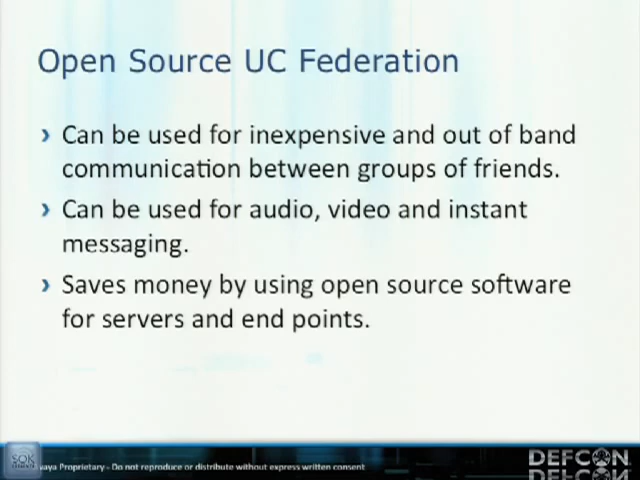 Open Source UC Federation
› Can be used for inexpensive and out of band
communication between groups of friends.
› Can be used for audio, video and instant
messaging.
› Saves money by using open source software
for servers and end points.
SOK
waya Proprietary - Do not reproduce or distribute without express written consent
DEFCON